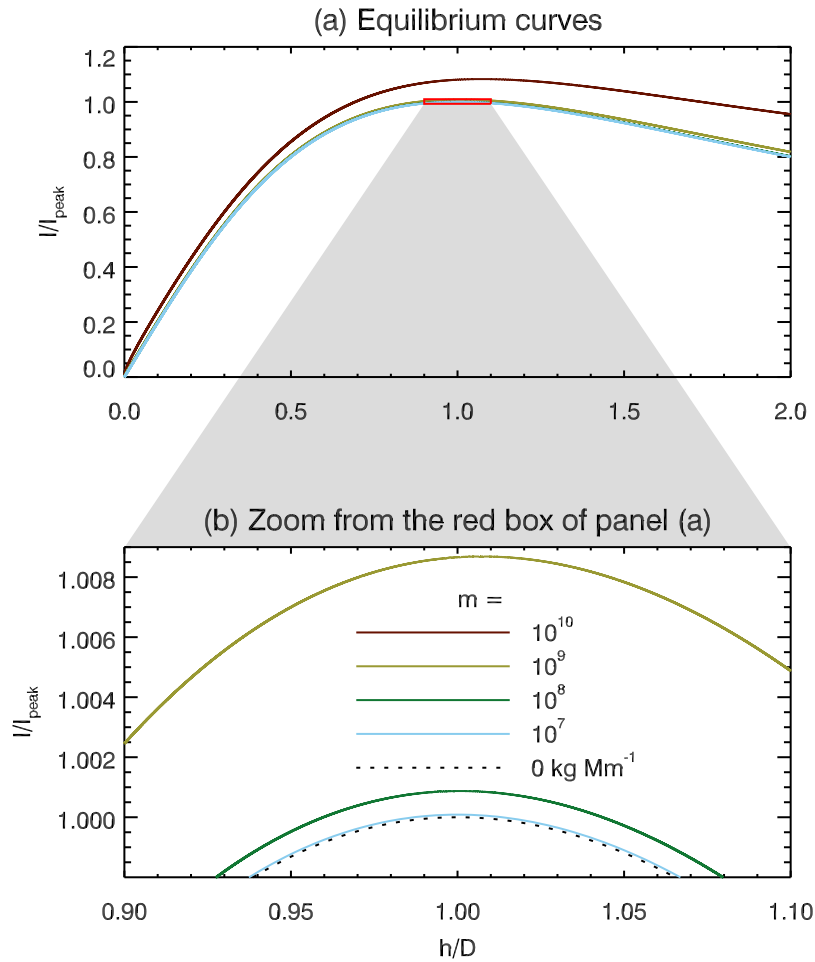 (a) Equilibrium curves
1.2
1.0
0.8
0.6
0.4
0.2
0.0
I/I_peak
0.0 0.5 1.0 1.5 2.0
(b) Zoom from the red box of panel (a)
1.008
1.006
1.004
1.002
1.000
I/I_peak
m =
10^10
10^9
10^8
10^7
0 kg Mm^-1
0.90 0.95 1.00 1.05 1.10
h/D